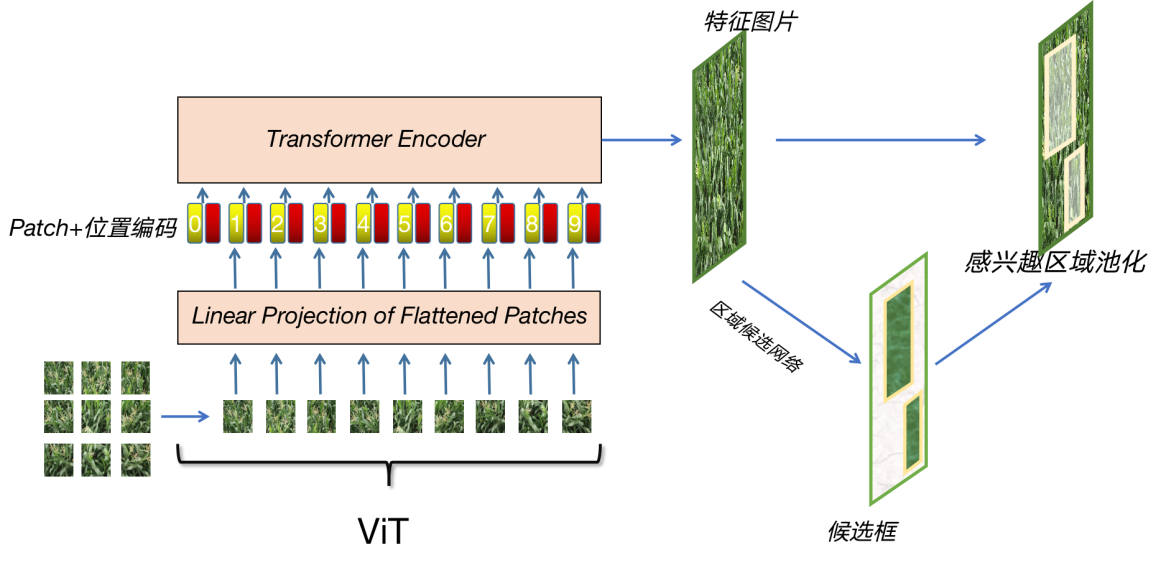 特征图片
Transformer Encoder
Patch+位置编码
0 1 2 3 4 5 6 7 8 9
感兴趣区域池化
Linear Projection of Flattened Patches
区域候选网络
ViT
候选框